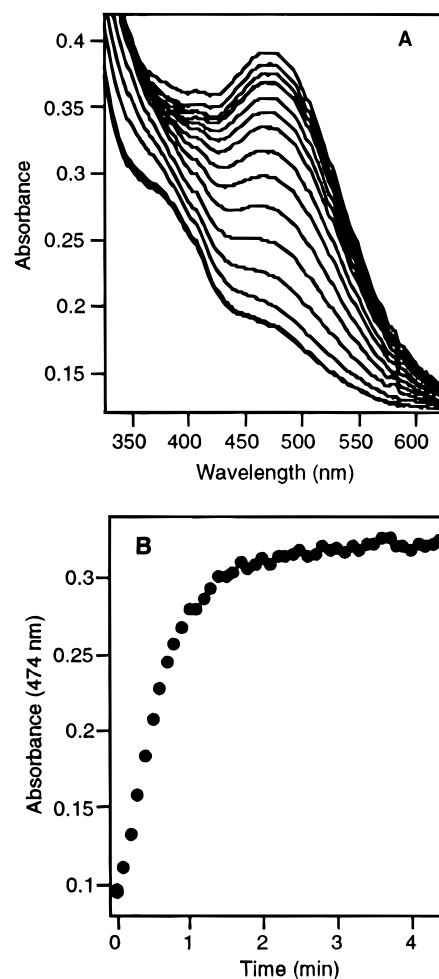 A
0.4
0.35
0.3
0.25
0.2
0.15
Absorbance
350 400 450 500 550 600
Wavelength (nm)
B
0.3
0.25
0.2
0.15
0.1
Absorbance (474 nm)
0 1 2 3 4
Time (min)